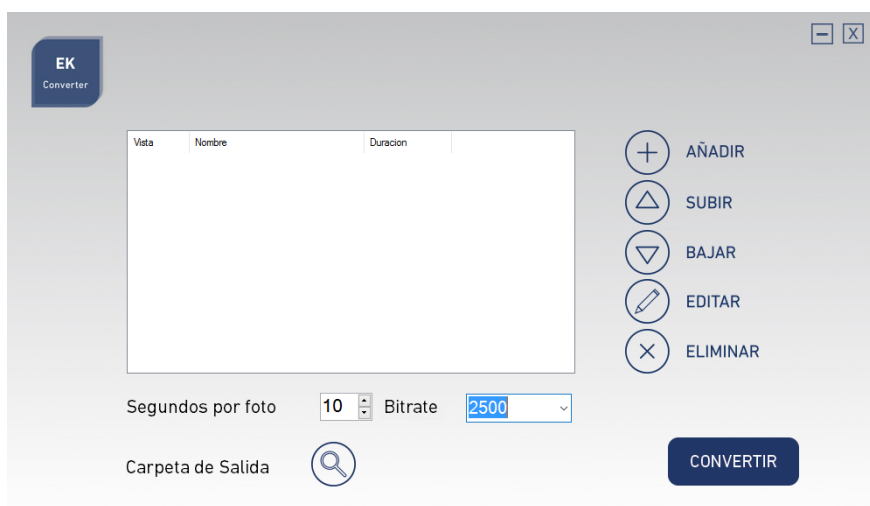 X
EK
Converter
Vista Nombre Duracion
AÑADIR
SUBIR
BAJAR
EDITAR
ELIMINAR
Segundos por foto 10 Bitrate 2500
Carpeta de Salida
CONVERTIR